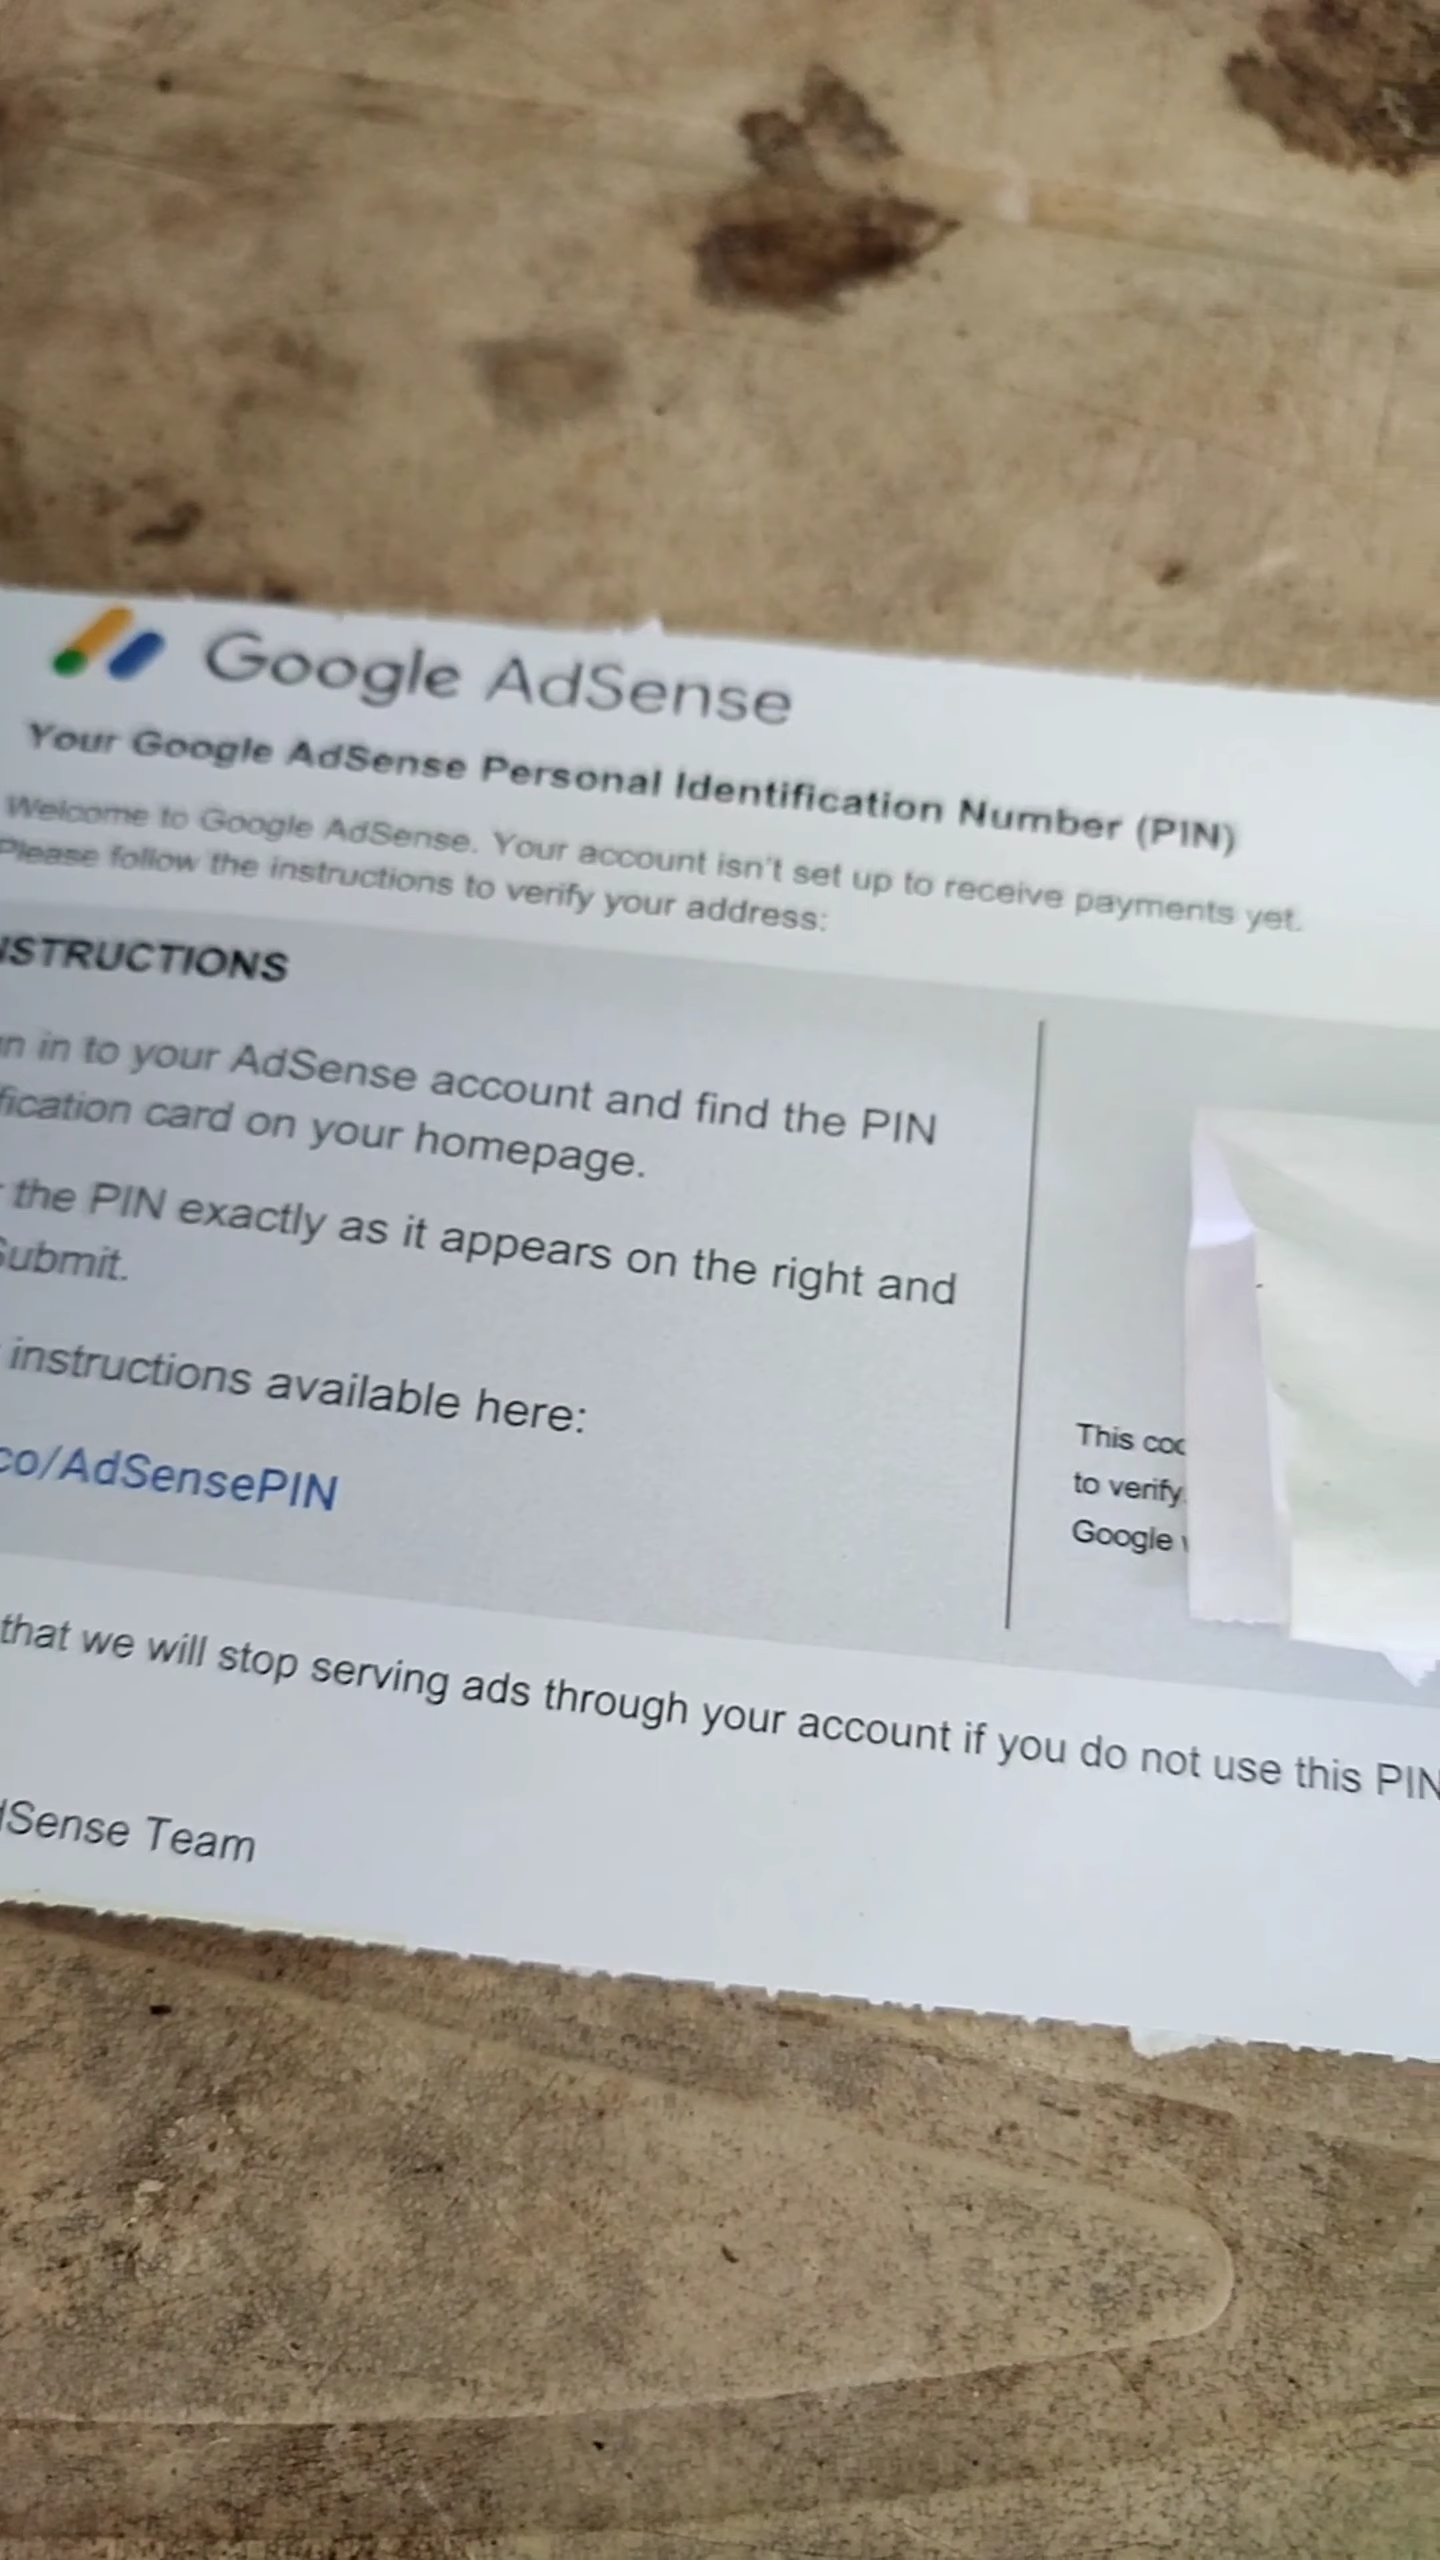 Google AdSense
Your Google AdSense Personal Identification Number (PIN)
Welcome to Google AdSense. Your account isn't set up to receive payments yet.
Please follow the instructions to verify your address:
NSTRUCTIONS
n in to your AdSense account and find the PIN
fication card on your homepage.
the PIN exactly as it appears on the right and
Submit.
instructions available here:
co/AdSensePIN
This coc
to verify
Google
that we will stop serving ads through your account if you do not use this PIN
dSense Team